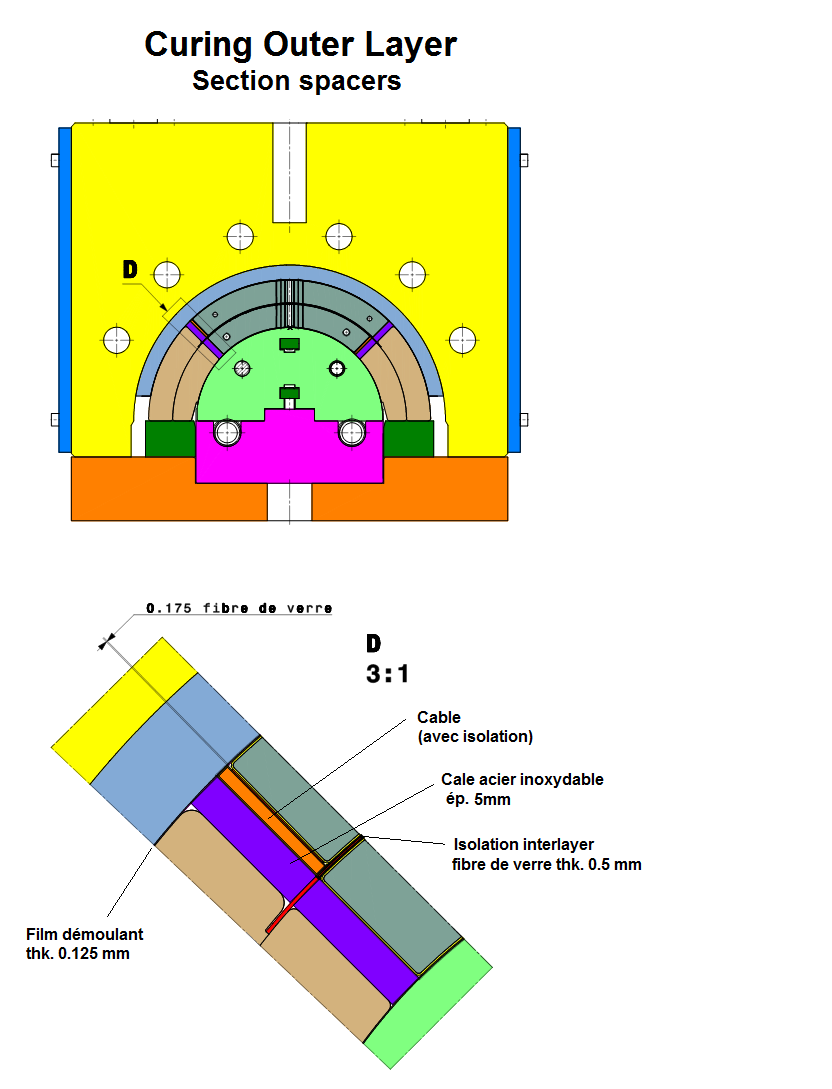 Curing Outer Layer
Section spacers
D
0.175 fibre de verre
D
3:1
Cable
(avec isolation)
Cale acier inoxydable
ép. 5mm
Isolation interlayer
fibre de verre thk. 0.5 mm
Film démoulant
thk. 0.125 mm